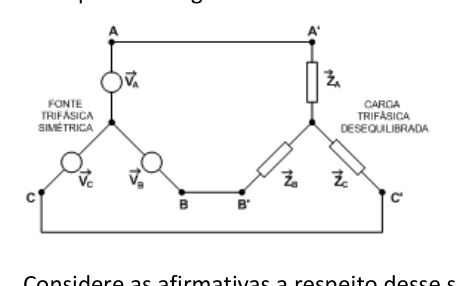 A A'
V_A
Z_A
FONTE
TRIFÁSICA
SIMÉTRICA
CARGA
TRIFÁSICA
DESEQUILIBRADA
V_C V_B Z_B Z_C
C B B' C'
Considere as afirmativas a respeito desse s